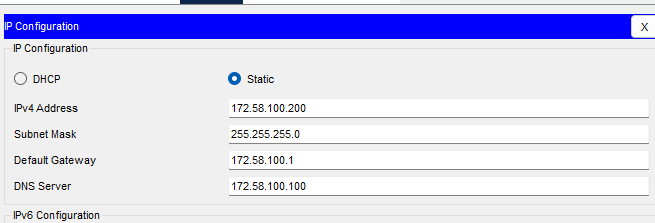 IP Configuration X
IP Configuration
DHCP Static
IPv4 Address 172.58.100.200
Subnet Mask 255.255.255.0
Default Gateway 172.58.100.1
DNS Server 172.58.100.100
IPv6 Configuration